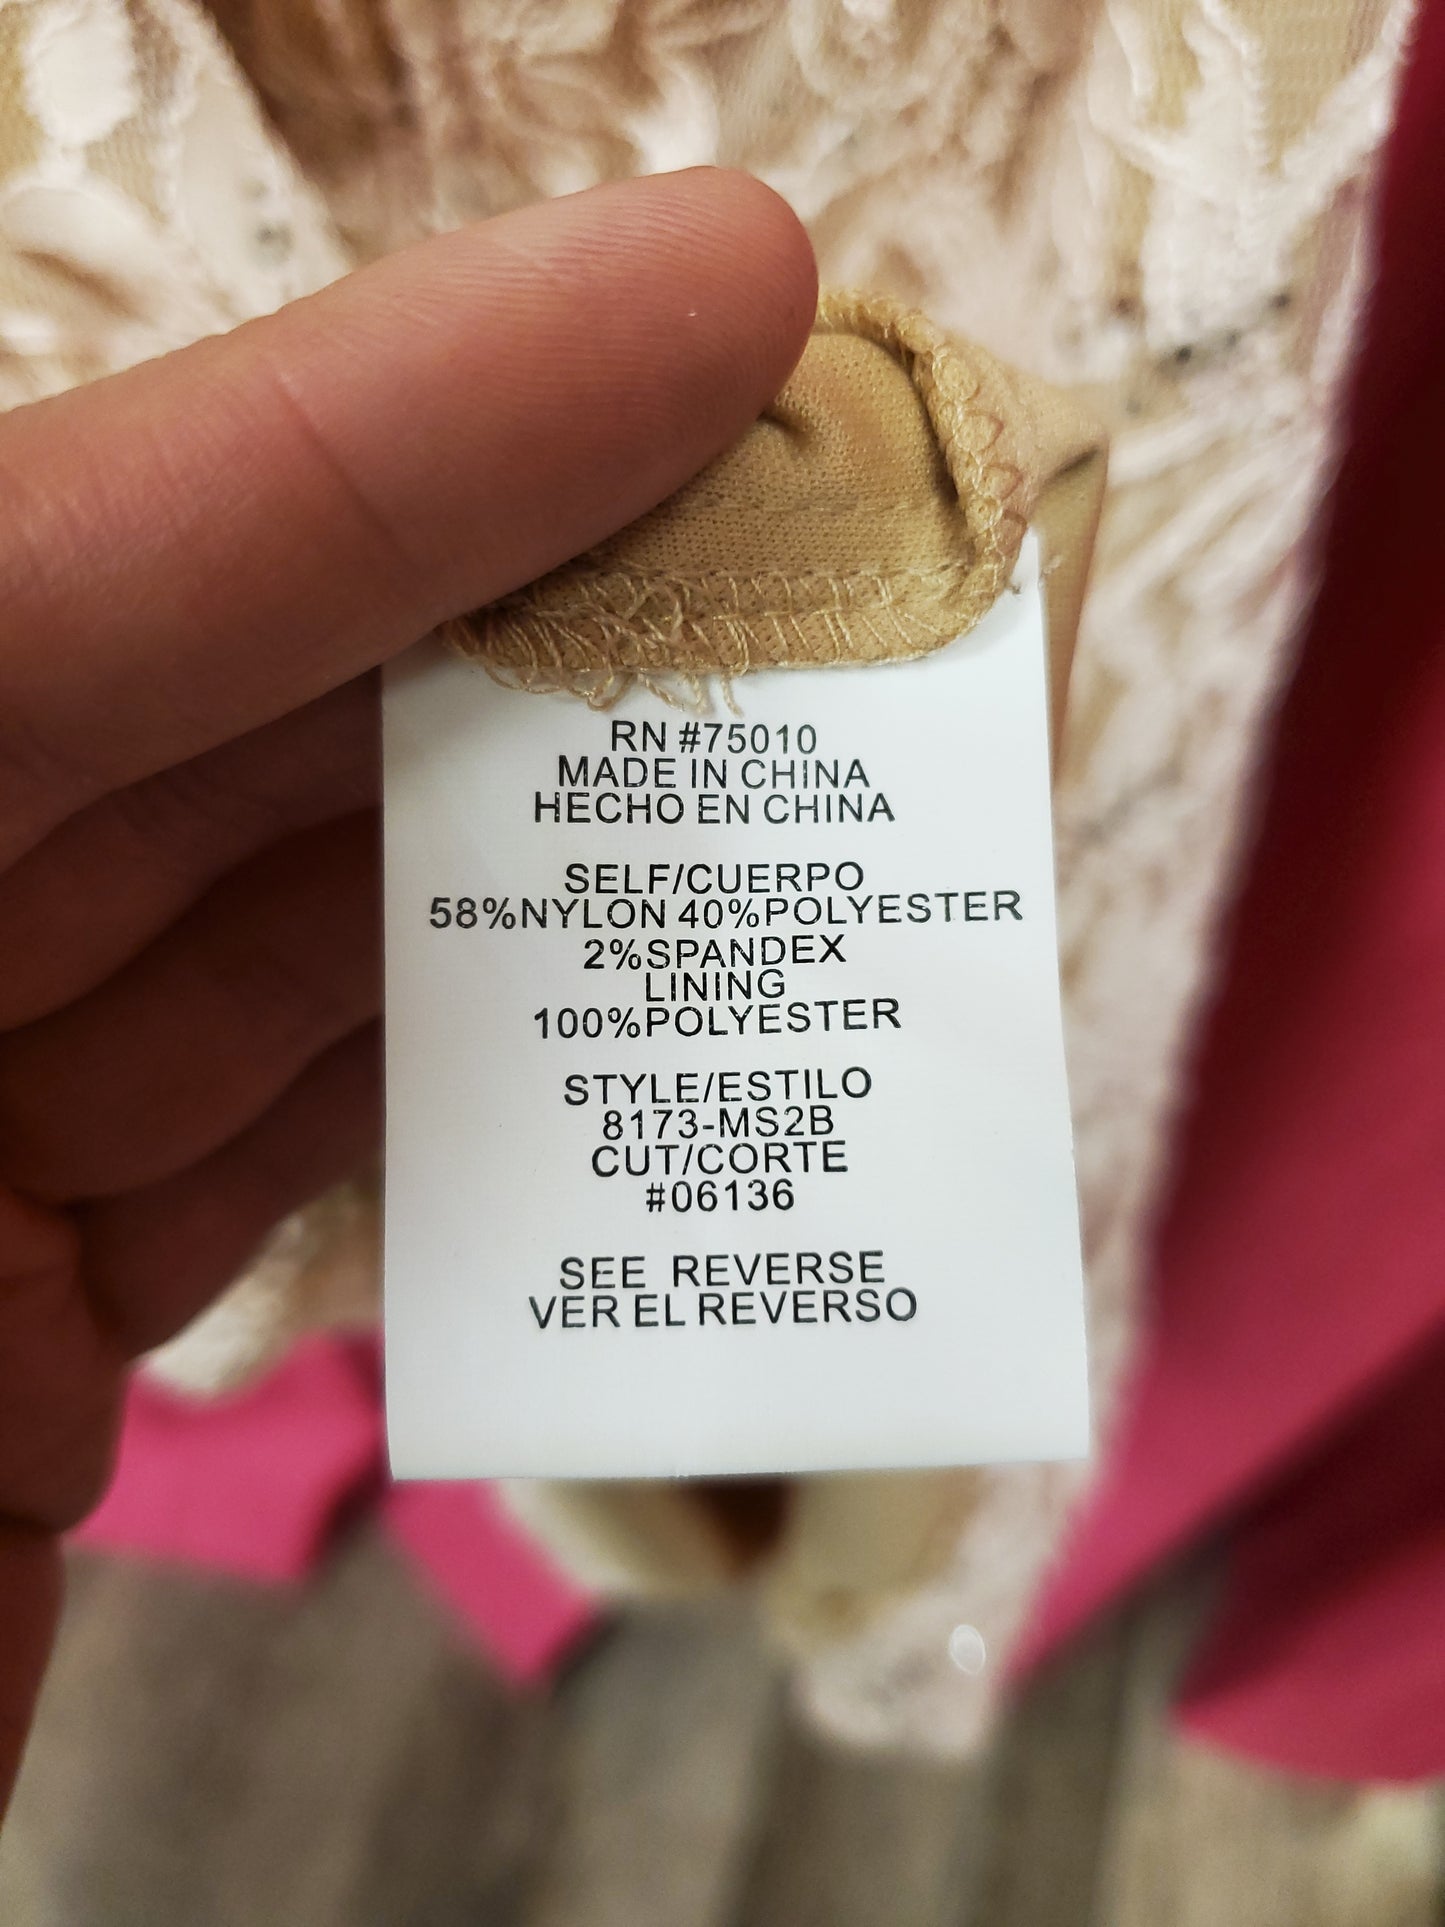 RN #75010
MADE IN CHINA
HECHO EN CHINA
SELF/CUERPO
58%NYLON 40%POLYESTER
2%SPANDEX
LINING
100%POLYESTER
STYLE/ESTILO
8173-MS2B
CUT/CORTE
#06136
SEE REVERSE
VER EL REVERSO